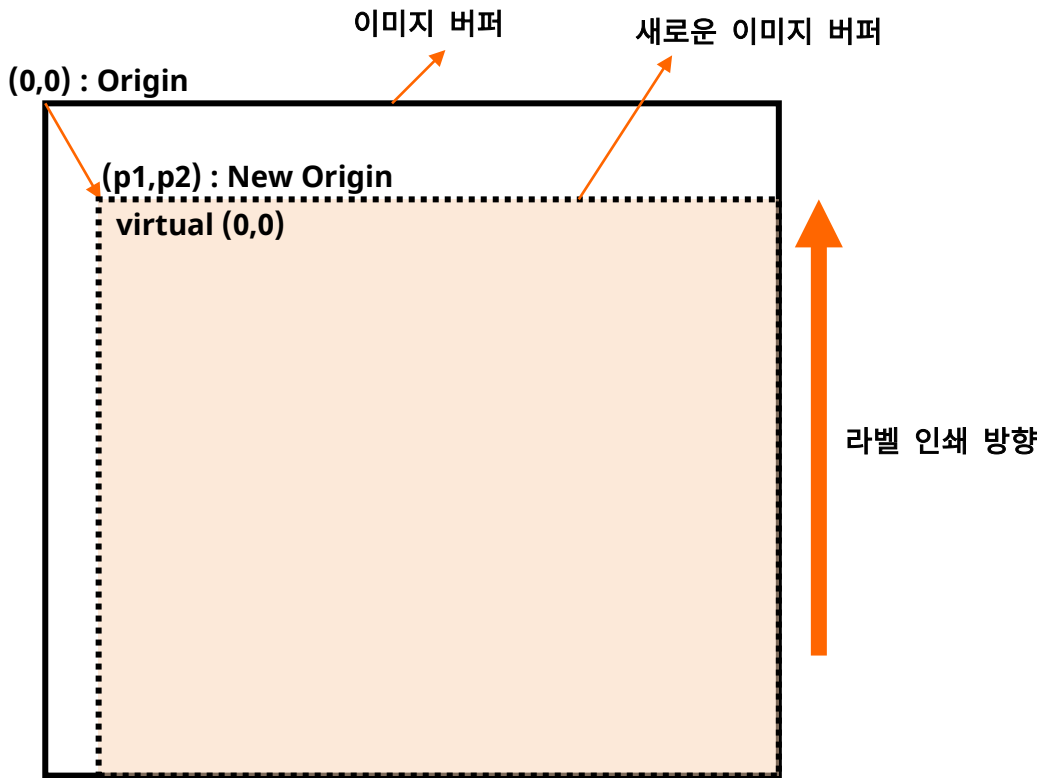 이미지 버퍼
새로운 이미지 버퍼
(0,0) : Origin
(p1,p2) : New Origin
virtual (0,0)
라벨 인쇄 방향